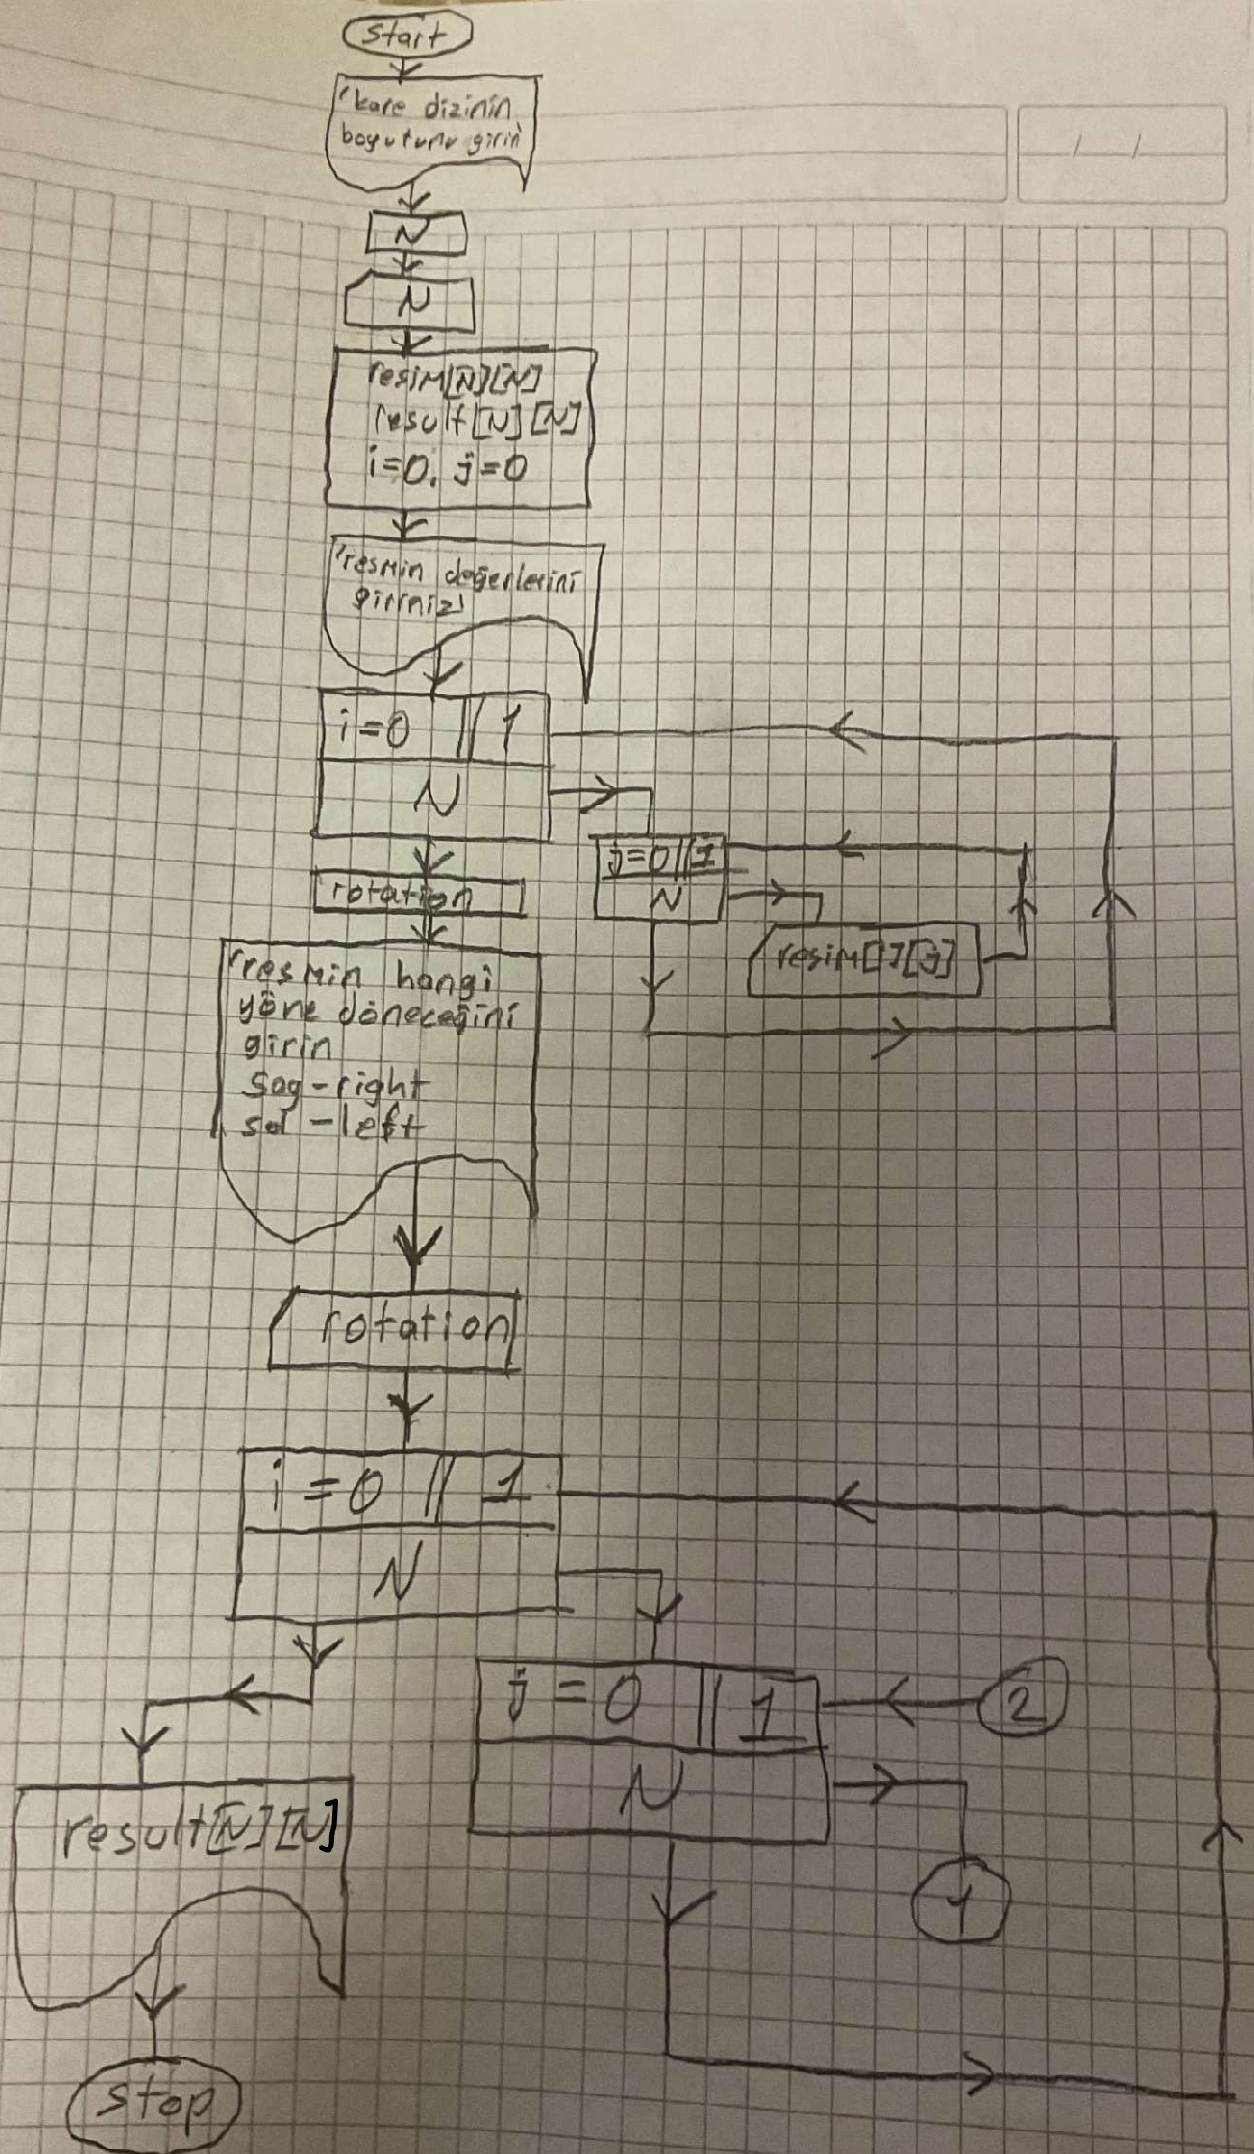 start
'kare dizinin
boyutunu girin'
N
N
resim[N][N]
result[N][N]
i=0, j=0
'resmin değerlerini
giriniz'
i=0 // 1
N
j=0 // 1
N
rotation
resim[i][j]
'resmin hangi
yöne döneceğini
girin
Sag-right
sol-left
rotation
i=0 // 1
N
j=0 || 1
2
N
result[N][N]
1
stop